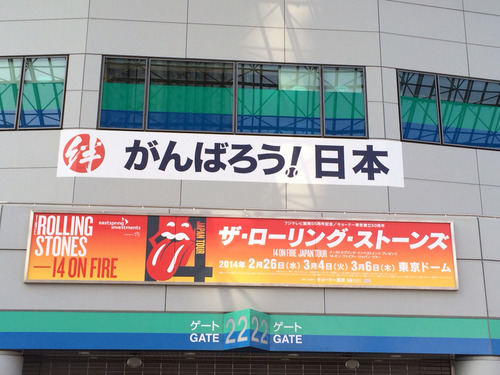 絆 がんばろう!日本
THE ROLLING
STONES
—14 ON FIRE
eastspring
investments
JAPAN TOUR
ザ・ローリング・ストーンズ
14 ON FIRE JAPAN TOUR
2014年2月26日(水)3月4日(火)3月6日(木)東京ドーム
ゲート 22 22 ゲート
GATE GATE